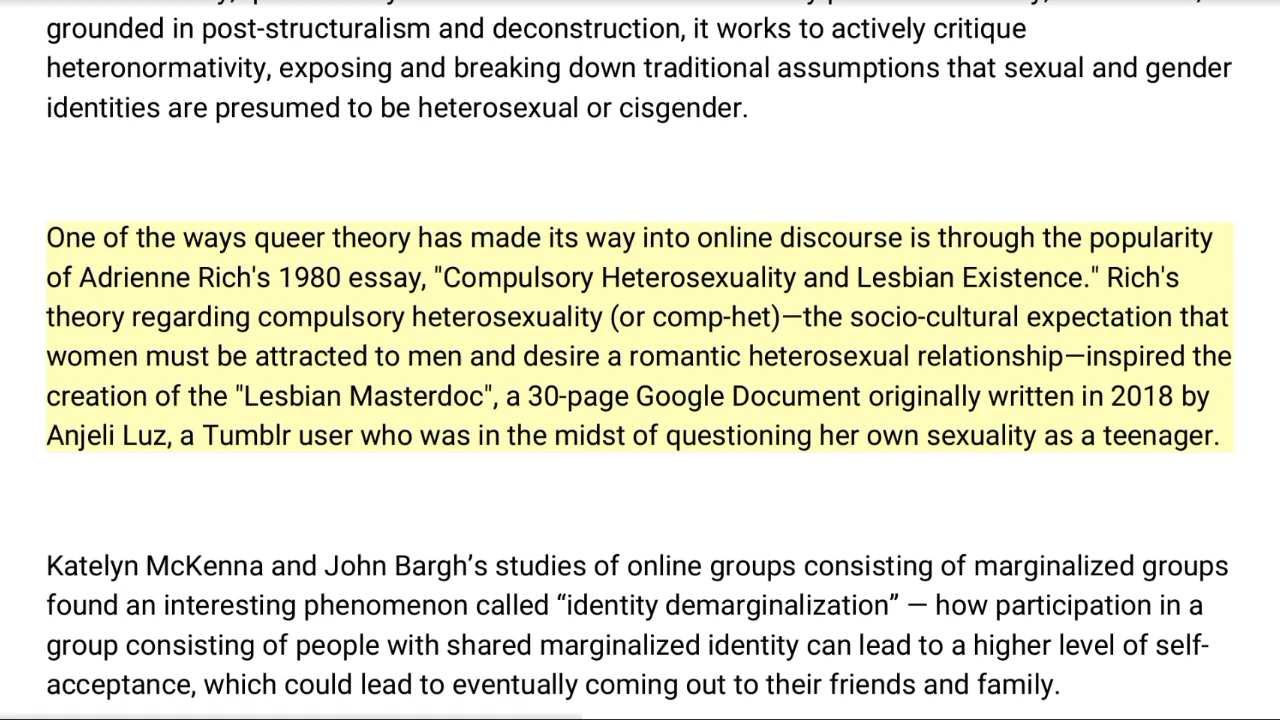 grounded in post-structuralism and deconstruction, it works to actively critique
heteronormativity, exposing and breaking down traditional assumptions that sexual and gender
identities are presumed to be heterosexual or cisgender.
One of the ways queer theory has made its way into online discourse is through the popularity
of Adrienne Rich's 1980 essay, "Compulsory Heterosexuality and Lesbian Existence." Rich's
theory regarding compulsory heterosexuality (or comp-het)—the socio-cultural expectation that
women must be attracted to men and desire a romantic heterosexual relationship—inspired the
creation of the "Lesbian Masterdoc", a 30-page Google Document originally written in 2018 by
Anjeli Luz, a Tumblr user who was in the midst of questioning her own sexuality as a teenager.
Katelyn McKenna and John Bargh’s studies of online groups consisting of marginalized groups
found an interesting phenomenon called “identity demarginalization” — how participation in a
group consisting of people with shared marginalized identity can lead to a higher level of self-
acceptance, which could lead to eventually coming out to their friends and family.